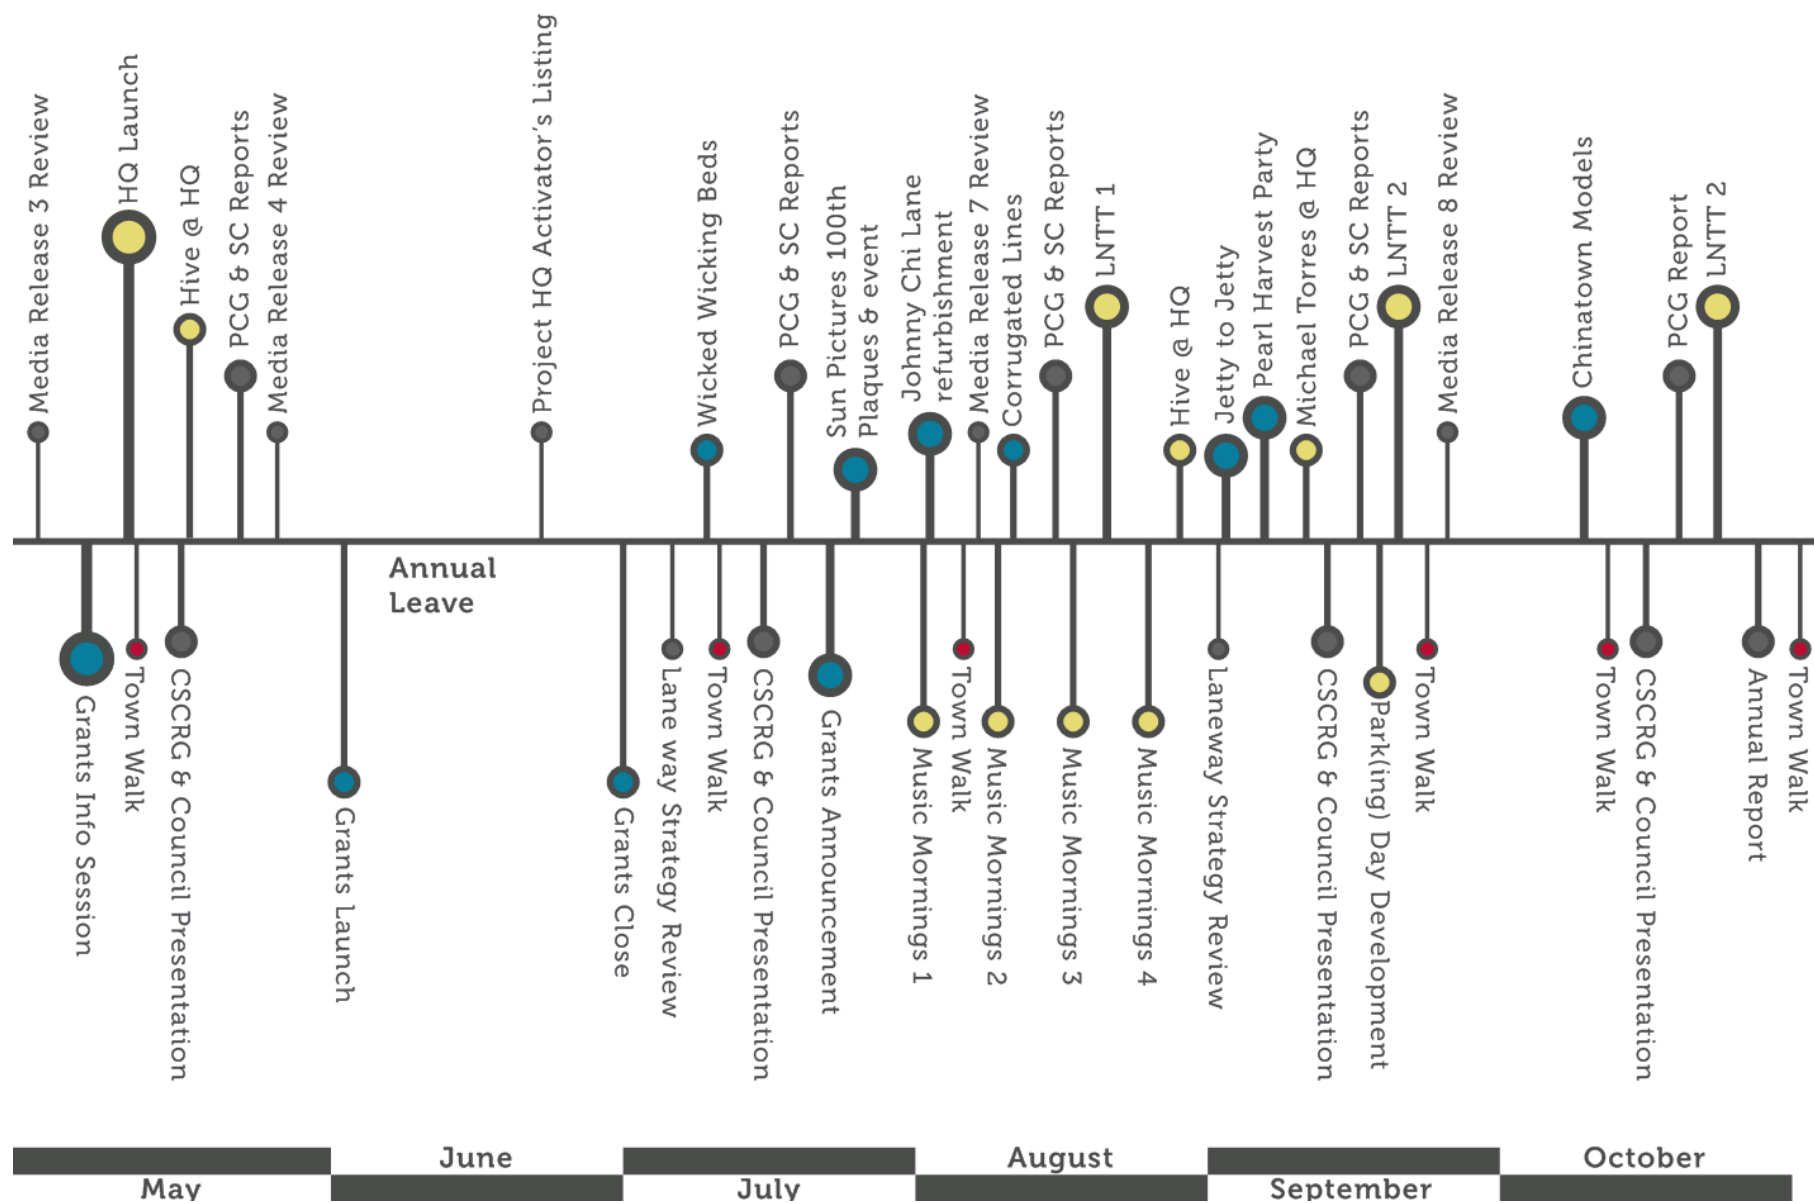 Media Release 3 Review
HQ Launch
Hive @ HQ
PCG & SC Reports
Media Release 4 Review
Project HQ Activator's Listing
Wicked Wicking Beds
PCG & SC Reports
Sun Pictures 100th
Plaques & event
Johnny Chi Lane
refurbishment
Media Release 7 Review
Corrugated Lines
PCG & SC Reports
LNTT 1
Hive @ HQ
Jetty to Jetty
Pearl Harvest Party
Michael Torres @ HQ
PCG & SC Reports
LNTT 2
Media Release 8 Review
Chinatown Models
PCG Report
LNTT 2
Annual
Leave
Grants Info Session
Town Walk
CSCRG & Council Presentation
Grants Launch
Grants Close
Lane way Strategy Review
Town Walk
CSCRG & Council Presentation
Grants Announcement
Music Mornings 1
Town Walk
Music Mornings 2
Music Mornings 3
Music Mornings 4
Laneway Strategy Review
CSCRG & Council Presentation
Park(ing) Day Development
Town Walk
Town Walk
CSCRG & Council Presentation
Annual Report
Town Walk
May
June
July
August
September
October